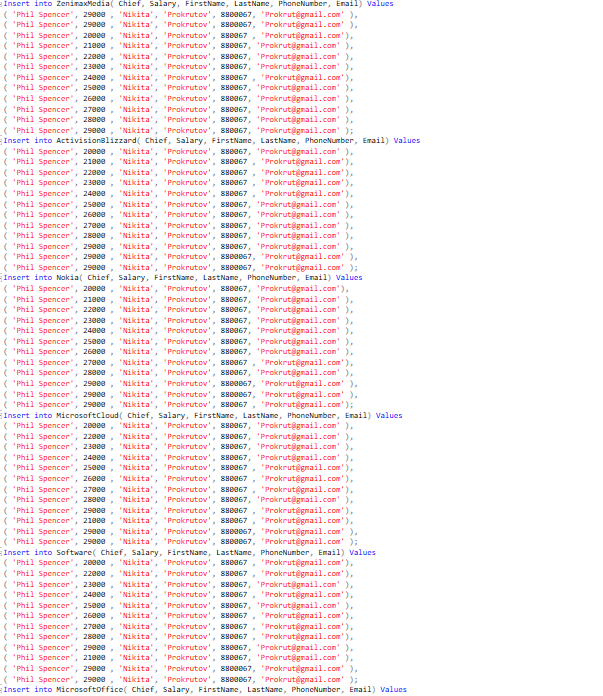 Insert into ZenimaxMedia( Chief, Salary, FirstName, LastName, PhoneNumber, Email) Values
( 'Phil Spencer', 29000 , 'Nikita', 'Prokrutov', 8800067, 'Prokrut@gmail.com' ),
( 'Phil Spencer', 29000 , 'Nikita', 'Prokrutov', 8800067, 'Prokrut@gmail.com' ),
( 'Phil Spencer', 20000 , 'Nikita', 'Prokrutov', 880067, 'Prokrut@gmail.com'),
( 'Phil Spencer', 21000 , 'Nikita', 'Prokrutov', 880067, 'Prokrut@gmail.com'),
( 'Phil Spencer', 22000 , 'Nikita', 'Prokrutov', 880067, 'Prokrut@gmail.com'),
( 'Phil Spencer', 23000 , 'Nikita', 'Prokrutov', 880067, 'Prokrut@gmail.com'),
( 'Phil Spencer', 24000 , 'Nikita', 'Prokrutov', 880067, 'Prokrut@gmail.com'),
( 'Phil Spencer', 25000 , 'Nikita', 'Prokrutov', 880067, 'Prokrut@gmail.com'),
( 'Phil Spencer', 26000 , 'Nikita', 'Prokrutov', 880067, 'Prokrut@gmail.com'),
( 'Phil Spencer', 27000 , 'Nikita', 'Prokrutov', 880067, 'Prokrut@gmail.com'),
( 'Phil Spencer', 28000 , 'Nikita', 'Prokrutov', 880067, 'Prokrut@gmail.com'),
( 'Phil Spencer', 29000 , 'Nikita', 'Prokrutov', 880067, 'Prokrut@gmail.com');
Insert into ActivisionBlizzard( Chief, Salary, FirstName, LastName, PhoneNumber, Email) Values
( 'Phil Spencer', 20000 , 'Nikita', 'Prokrutov', 880067, 'Prokrut@gmail.com' ),
( 'Phil Spencer', 21000 , 'Nikita', 'Prokrutov', 880067 , 'Prokrut@gmail.com'),
( 'Phil Spencer', 22000 , 'Nikita', 'Prokrutov', 880067, 'Prokrut@gmail.com' ),
( 'Phil Spencer', 23000 , 'Nikita', 'Prokrutov', 880067, 'Prokrut@gmail.com' ),
( 'Phil Spencer', 24000 , 'Nikita', 'Prokrutov', 880067, 'Prokrut@gmail.com' ),
( 'Phil Spencer', 25000 , 'Nikita', 'Prokrutov', 880067, 'Prokrut@gmail.com' ),
( 'Phil Spencer', 26000 , 'Nikita', 'Prokrutov', 880067, 'Prokrut@gmail.com' ),
( 'Phil Spencer', 27000 , 'Nikita', 'Prokrutov', 880067, 'Prokrut@gmail.com' ),
( 'Phil Spencer', 28000 , 'Nikita', 'Prokrutov', 880067, 'Prokrut@gmail.com' ),
( 'Phil Spencer', 29000 , 'Nikita', 'Prokrutov', 880067, 'Prokrut@gmail.com' ),
( 'Phil Spencer', 29000 , 'Nikita', 'Prokrutov', 8800067, 'Prokrut@gmail.com' ),
( 'Phil Spencer', 29000 , 'Nikita', 'Prokrutov', 8800067, 'Prokrut@gmail.com' );
Insert into Nokia( Chief, Salary, FirstName, LastName, PhoneNumber, Email) Values
( 'Phil Spencer', 20000 , 'Nikita', 'Prokrutov', 880067, 'Prokrut@gmail.com'),
( 'Phil Spencer', 21000 , 'Nikita', 'Prokrutov', 880067 , 'Prokrut@gmail.com' ),
( 'Phil Spencer', 22000 , 'Nikita', 'Prokrutov', 880067, 'Prokrut@gmail.com' ),
( 'Phil Spencer', 23000 , 'Nikita', 'Prokrutov', 880067 , 'Prokrut@gmail.com'),
( 'Phil Spencer', 24000 , 'Nikita', 'Prokrutov', 880067, 'Prokrut@gmail.com' ),
( 'Phil Spencer', 25000 , 'Nikita', 'Prokrutov', 880067, 'Prokrut@gmail.com' ),
( 'Phil Spencer', 26000 , 'Nikita', 'Prokrutov', 880067, 'Prokrut@gmail.com' ),
( 'Phil Spencer', 27000 , 'Nikita', 'Prokrutov', 880067 , 'Prokrut@gmail.com'),
( 'Phil Spencer', 28000 , 'Nikita', 'Prokrutov', 880067, 'Prokrut@gmail.com' ),
( 'Phil Spencer', 29000 , 'Nikita', 'Prokrutov', 8800067, 'Prokrut@gmail.com' ),
( 'Phil Spencer', 25000 , 'Nikita', 'Prokrutov', 8800067, 'Prokrut@gmail.com' ),
( 'Phil Spencer', 29000 , 'Nikita', 'Prokrutov', 880067 , 'Prokrut@gmail.com');
Insert into MicrosoftCloud( Chief, Salary, FirstName, LastName, PhoneNumber, Email) Values
( 'Phil Spencer', 20000 , 'Nikita', 'Prokrutov', 880067, 'Prokrut@gmail.com' ),
( 'Phil Spencer', 22000 , 'Nikita', 'Prokrutov', 880067, 'Prokrut@gmail.com' ),
( 'Phil Spencer', 23000 , 'Nikita', 'Prokrutov', 880067, 'Prokrut@gmail.com' ),
( 'Phil Spencer', 24000 , 'Nikita', 'Prokrutov', 880067, 'Prokrut@gmail.com' ),
( 'Phil Spencer', 25000 , 'Nikita', 'Prokrutov', 880067 , 'Prokrut@gmail.com'),
( 'Phil Spencer', 26000 , 'Nikita', 'Prokrutov', 880067, 'Prokrut@gmail.com' ),
( 'Phil Spencer', 27000 , 'Nikita', 'Prokrutov', 880067, 'Prokrut@gmail.com' ),
( 'Phil Spencer', 28000 , 'Nikita', 'Prokrutov', 880067 , 'Prokrut@gmail.com'),
( 'Phil Spencer', 29000 , 'Nikita', 'Prokrutov', 880067, 'Prokrut@gmail.com' ),
( 'Phil Spencer', 21000 , 'Nikita', 'Prokrutov', 880067, 'Prokrut@gmail.com' ),
( 'Phil Spencer', 29000 , 'Nikita', 'Prokrutov', 8800067, 'Prokrut@gmail.com' ),
( 'Phil Spencer', 29000 , 'Nikita', 'Prokrutov', 8800067, 'Prokrut@gmail.com' );
Insert into Software( Chief, Salary, FirstName, LastName, PhoneNumber, Email) Values
( 'Phil Spencer', 20000 , 'Nikita', 'Prokrutov', 880067 , 'Prokrut@gmail.com'),
( 'Phil Spencer', 22000 , 'Nikita', 'Prokrutov', 880067, 'Prokrut@gmail.com' ),
( 'Phil Spencer', 23000 , 'Nikita', 'Prokrutov', 880067 , 'Prokrut@gmail.com'),
( 'Phil Spencer', 24000 , 'Nikita', 'Prokrutov', 880067, 'Prokrut@gmail.com' ),
( 'Phil Spencer', 25000 , 'Nikita', 'Prokrutov', 880067 , 'Prokrut@gmail.com'),
( 'Phil Spencer', 26000 , 'Nikita', 'Prokrutov', 880067, 'Prokrut@gmail.com' ),
( 'Phil Spencer', 27000 , 'Nikita', 'Prokrutov', 880067, 'Prokrut@gmail.com' ),
( 'Phil Spencer', 28000 , 'Nikita', 'Prokrutov', 880067, 'Prokrut@gmail.com' ),
( 'Phil Spencer', 29000 , 'Nikita', 'Prokrutov', 880067 , 'Prokrut@gmail.com'),
( 'Phil Spencer', 21000 , 'Nikita', 'Prokrutov', 880067 , 'Prokrut@gmail.com'),
( 'Phil Spencer', 29000 , 'Nikita', 'Prokrutov', 8800067, 'Prokrut@gmail.com' ),
( 'Phil Spencer', 29000 , 'Nikita', 'Prokrutov', 8800067, 'Prokrut@gmail.com' );
Insert into MicrosoftOffice( Chief, Salary, FirstName, LastName, PhoneNumber, Email) Values